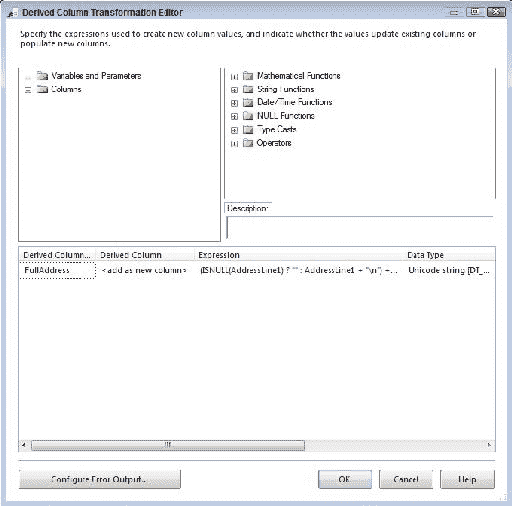 Derived Column Transformation Editor
Specify the expressions used to create new column values, and indicate whether the values update existing columns or
populate new columns.
Variables and Parameters
Columns
Mathematical Functions
String Functions
Date/Time Functions
NULL Functions
Type Casts
Operators
Description:
Derived Column... Derived Column Expression Data Type
FullAddress <add as new column> (ISNULL(AddressLine1) ? "" : AddressLine1 + "\n") +... Unicode string [DT_...
Configure Error Output... OK Cancel Help